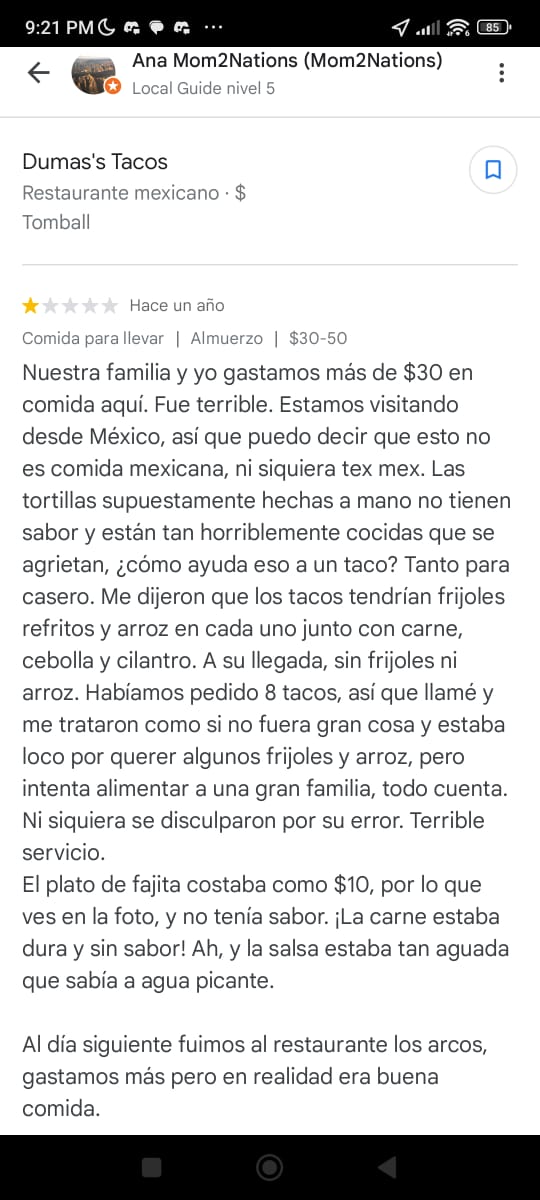 9:21 PM ...
85
Ana Mom2Nations (Mom2Nations)
Local Guide nivel 5
Dumas's Tacos
Restaurante mexicano · $
Tomball
Hace un año
Comida para llevar | Almuerzo | $30-50
Nuestra familia y yo gastamos más de $30 en
comida aquí. Fue terrible. Estamos visitando
desde México, así que puedo decir que esto no
es comida mexicana, ni siquiera tex mex. Las
tortillas supuestamente hechas a mano no tienen
sabor y están tan horriblemente cocidas que se
agrietan, ¿cómo ayuda eso a un taco? Tanto para
casero. Me dijeron que los tacos tendrían frijoles
refritos y arroz en cada uno junto con carne,
cebolla y cilantro. A su llegada, sin frijoles ni
arroz. Habíamos pedido 8 tacos, así que llamé y
me trataron como si no fuera gran cosa y estaba
loco por querer algunos frijoles y arroz, pero
intenta alimentar a una gran familia, todo cuenta.
Ni siquiera se disculparon por su error. Terrible
servicio.
El plato de fajita costaba como $10, por lo que
ves en la foto, y no tenía sabor. ¡La carne estaba
dura y sin sabor! Ah, y la salsa estaba tan aguada
que sabía a agua picante.
Al día siguiente fuimos al restaurante los arcos,
gastamos más pero en realidad era buena
comida.